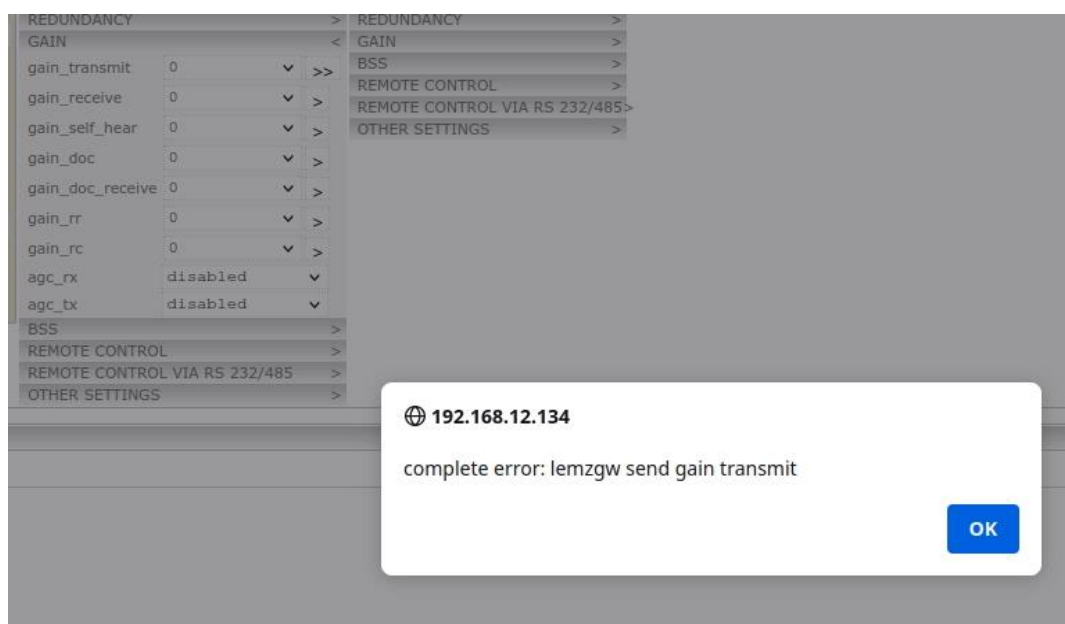 REDUNDANCY >
GAIN <
gain_transmit 0 >>
gain_receive 0 >
gain_self_hear 0 >
gain_doc 0 >
gain_doc_receive 0 >
gain_rr 0 >
gain_rc 0 >
agc_rx disabled
agc_tx disabled
BSS >
REMOTE CONTROL >
REMOTE CONTROL VIA RS 232/485 >
OTHER SETTINGS >
REDUNDANCY >
GAIN >
BSS >
REMOTE CONTROL >
REMOTE CONTROL VIA RS 232/485>
OTHER SETTINGS >
192.168.12.134
complete error: lemzgw send gain transmit
OK